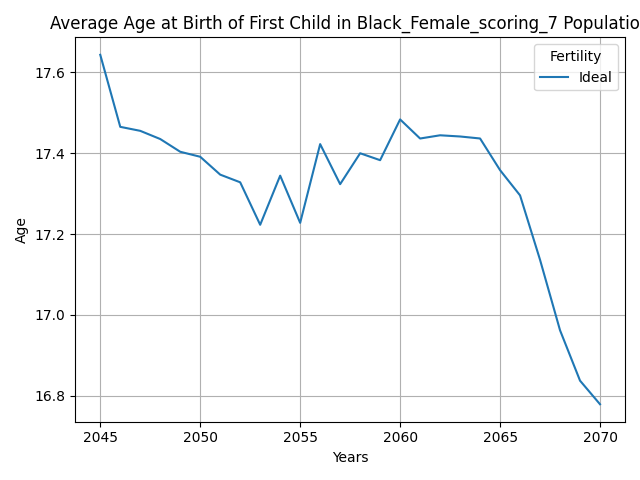 Average Age at Birth of First Child in Black_Female_scoring_7 Populatio
Fertility
Ideal
17.6
17.4
17.2
17.0
16.8
Age
2045 2050 2055 2060 2065 2070
Years